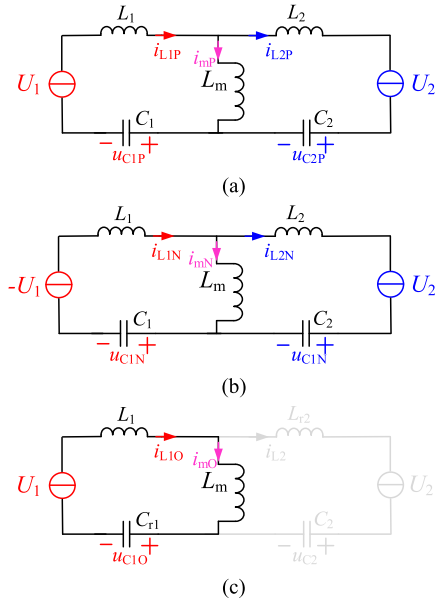 L1 L2
iL1P imP iL2P
U1 Lm U2
C1 C2
− uC1P + − uC2P +
(a)
L1 L2
iL1N imN iL2N
-U1 Lm U2
C1 C2
− uC1N + − uC1N +
(b)
L1 Lr2
iL1O imO iL2
U1 Lm U2
Cr1 C2
− uC1O + − uC2 +
(c)